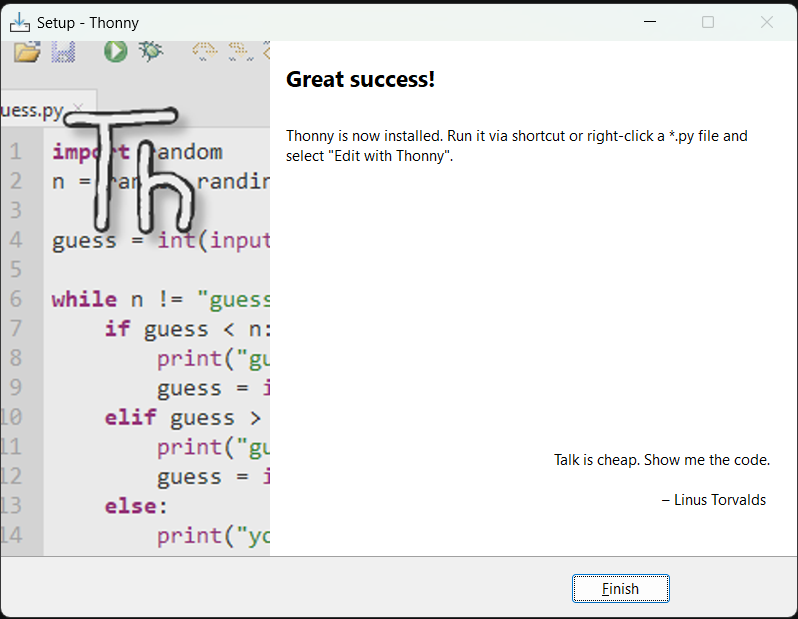 Setup - Thonny
Great success!
Thonny is now installed. Run it via shortcut or right-click a *.py file and
select "Edit with Thonny".
uess.py
Th
1 import random
2 n = ran randin
3
4 guess = int(input
5
6 while n != "guess
7 if guess < n:
8 print("gu
9 guess = i
10 elif guess >
11 print("gu
12 guess = i
13 else:
14 print("yo
Talk is cheap. Show me the code.
– Linus Torvalds
Finish